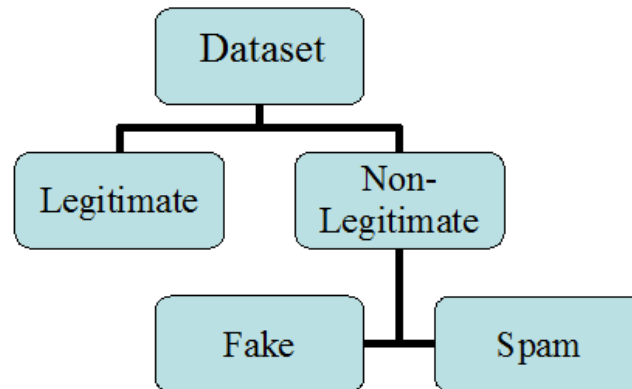 Dataset
Legitimate
Non-
Legitimate
Fake
Spam